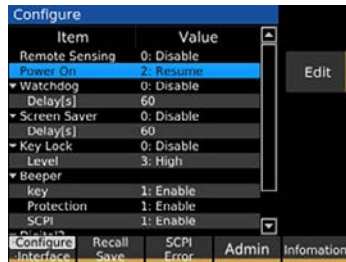 Configure
Item Value
Remote Sensing 0: Disable
Power On 2: Resume
Edit
Watchdog 0: Disable
Delay[s] 60
Screen Saver 0: Disable
Delay[s] 60
Key Lock 0: Disable
Level 3: High
Beeper
key 1: Enable
Protection 1: Enable
SCPI 1: Enable
Configure Recall SCPI Admin Infomation
Interface Save Error